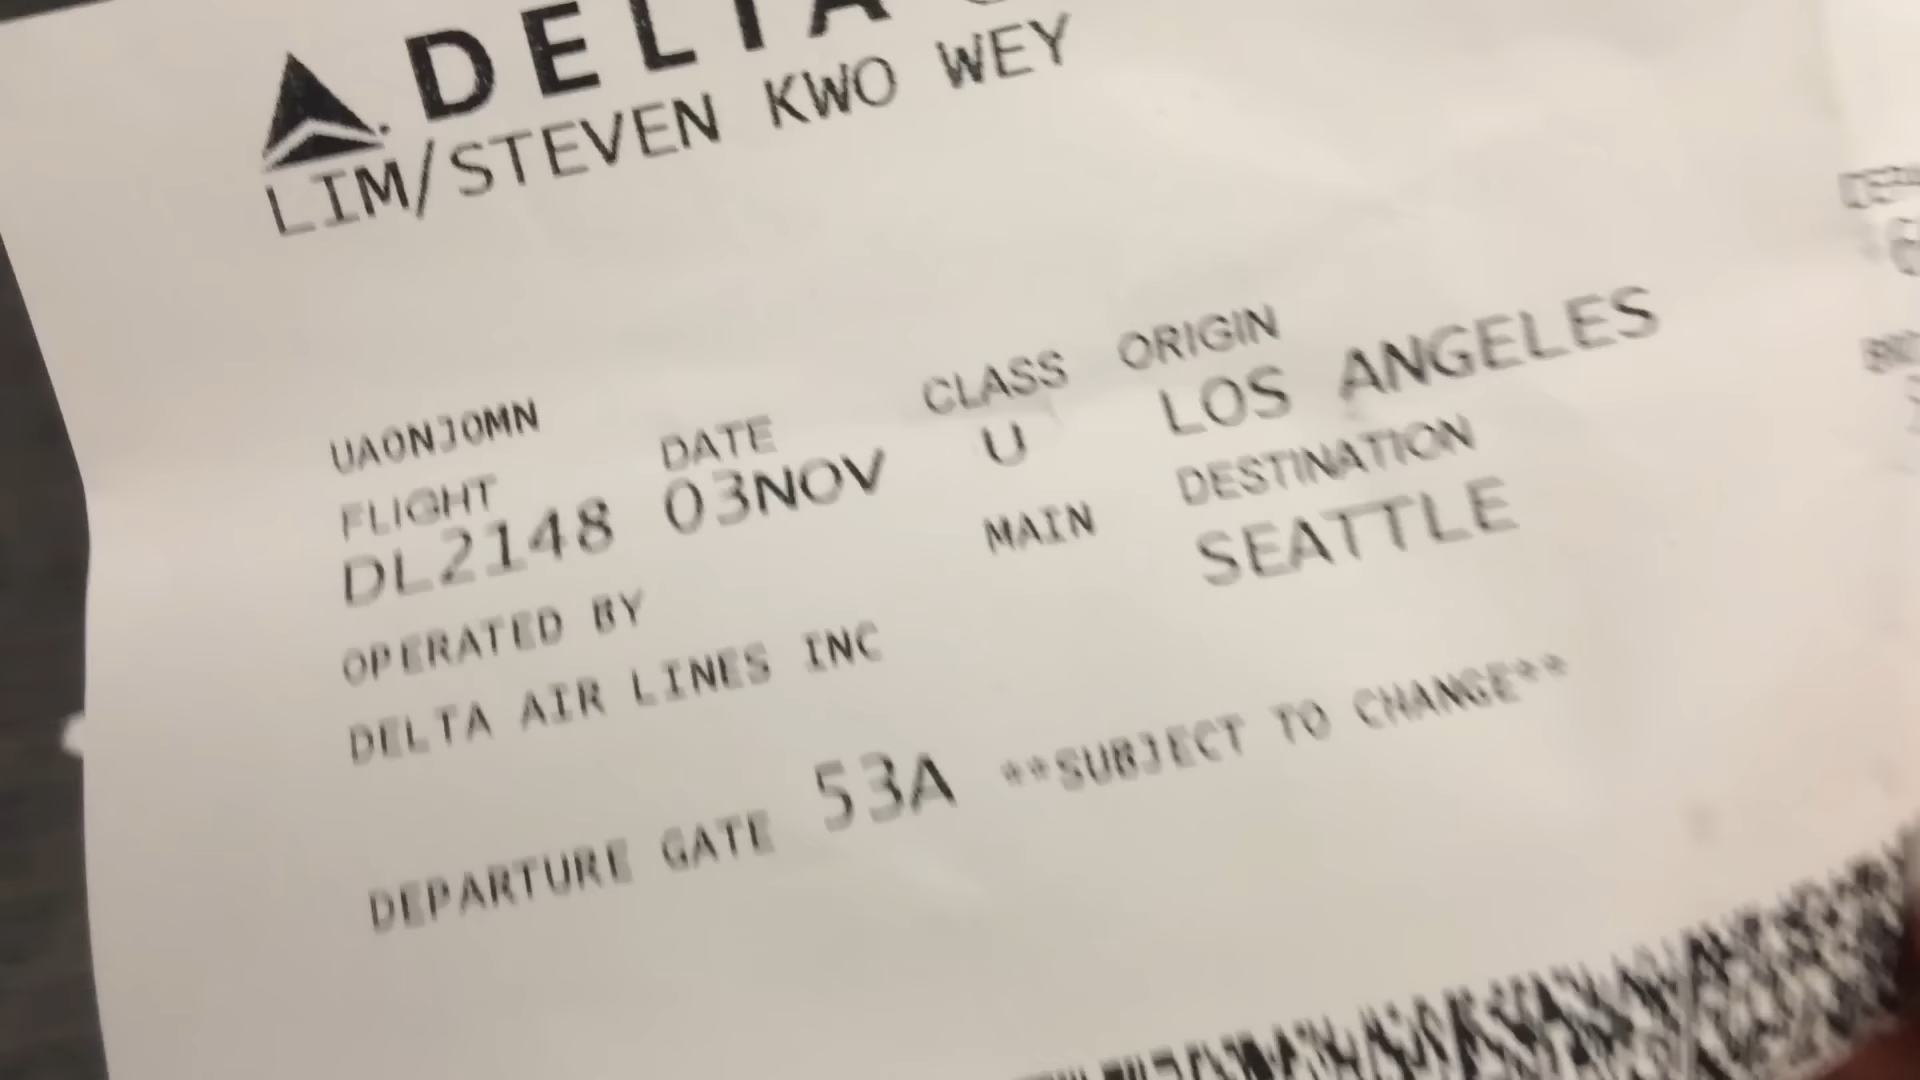 DELTA
LIM/STEVEN KWO WEY
UAONJOMN
FLIGHT DATE CLASS ORIGIN
DL2148 03NOV U LOS ANGELES
OPERATED BY MAIN DESTINATION
DELTA AIR LINES INC SEATTLE
DEPARTURE GATE 53A **SUBJECT TO CHANGE**